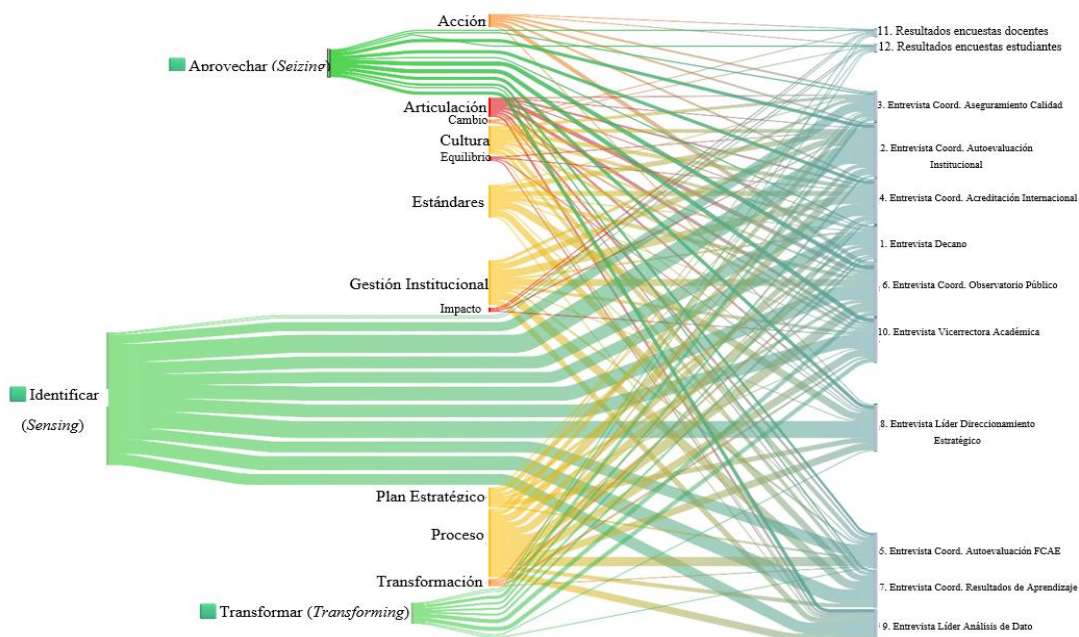 Acción
Aprovechar (Seizing)
Articulación
Cambio
Cultura
Equilibrio
Estándares
Gestión Institucional
Impacto
Identificar
(Sensing)
Plan Estratégico
Proceso
Transformación
Transformar (Transforming)
11. Resultados encuestas docentes
12. Resultados encuestas estudiantes
3. Entrevista Coord. Aseguramiento Calidad
2. Entrevista Coord. Autoevaluación
Institucional
4. Entrevista Coord. Acreditación Internacional
1. Entrevista Decano
6. Entrevista Coord. Observatorio Público
10. Entrevista Vicerrectora Académica
8. Entrevista Líder Direccionamiento
Estratégico
5. Entrevista Coord. Autoevaluación FCAE
7. Entrevista Coord. Resultados de Aprendizaje
9. Entrevista Líder Análisis de Dato